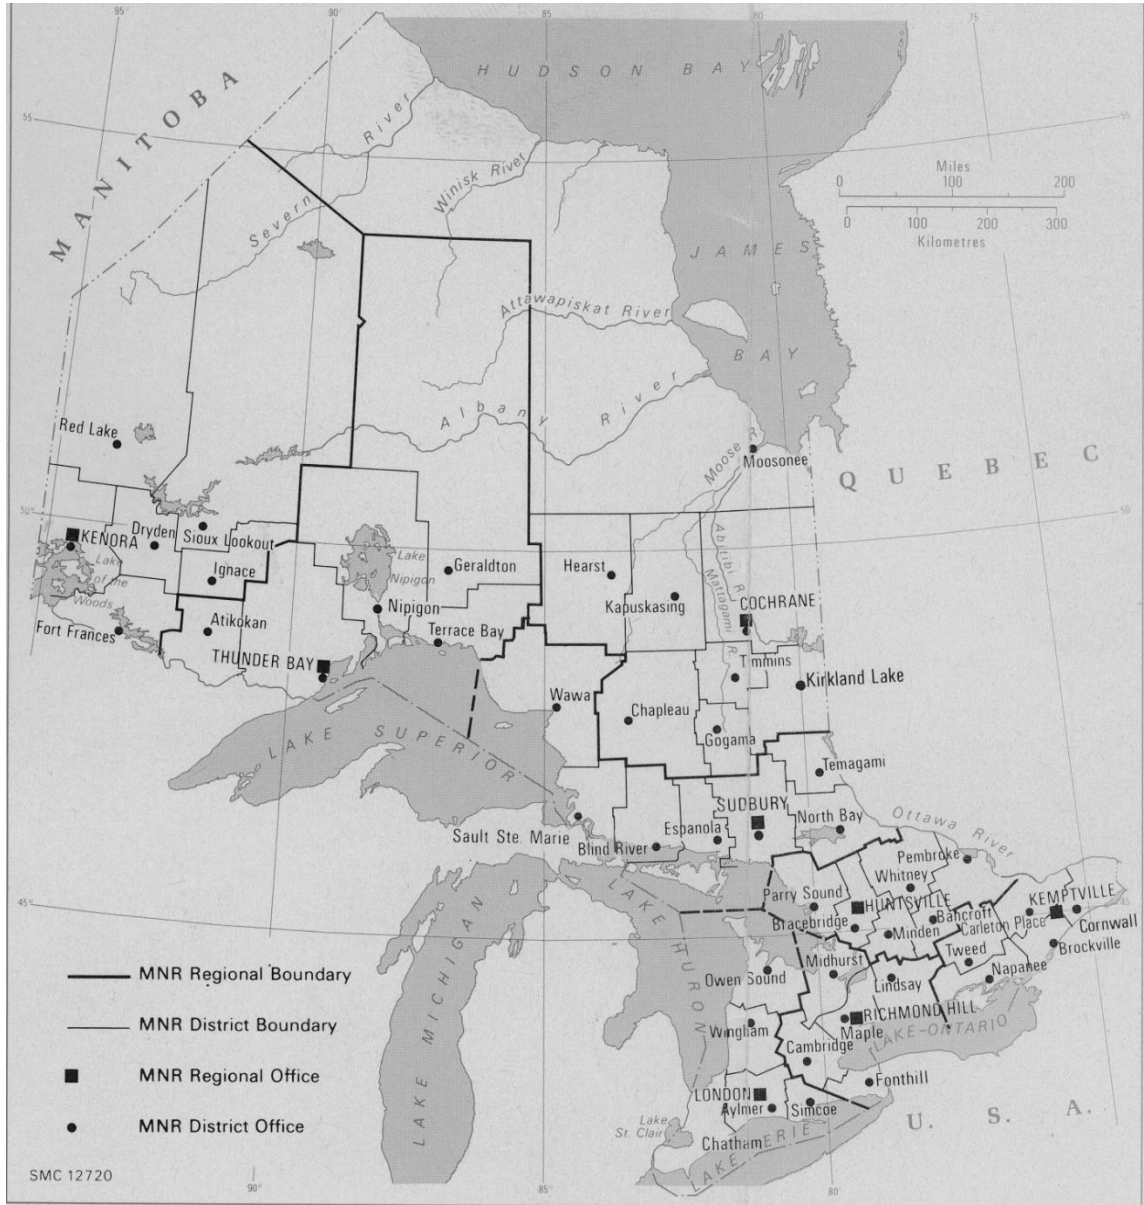 95°
90°
85
80
75
HUDSON BAY
MANITOBA
55
55
Severn River
Winisk River
Miles
0 100 200
0 100 200 300
Kilometres
JAMES
BAY
Attawapiskat River
Albany River
Red Lake
Moose R.
Moosonee
QUEBEC
50°
50
KENORA
Dryden
Sioux Lookout
Lake of the Woods
Ignace
Lake Nipigon
Geraldton
Hearst
Kapuskasing
Abitibi R.
Mattagami R.
COCHRANE
Fort Frances
Atikokan
Nipigon
Terrace Bay
THUNDER BAY
Timmins
Kirkland Lake
Wawa
Chapleau
Gogama
LAKE SUPERIOR
Temagami
SUDBURY
North Bay
Ottawa River
Sault Ste. Marie
Blind River
Espanola
Pembroke
Whitney
45°
45
Parry Sound
HUNTSVILLE
Bracebridge
Minden
Bancroft
Carleton Place
KEMPTVILLE
Cornwall
Brockville
LAKE HURON
LAKE MICHIGAN
Owen Sound
Midhurst
Lindsay
Tweed
Napanee
MNR Regional Boundary
MNR District Boundary
MNR Regional Office
MNR District Office
Wingham
RICHMOND HILL
Maple
LAKE-ONTARIO
Cambridge
Fonthill
LONDON
Aylmer
Simcoe
Lake St. Clair
Chatham
LAKE ERIE
U. S. A.
SMC 12720
90°
85°
80°